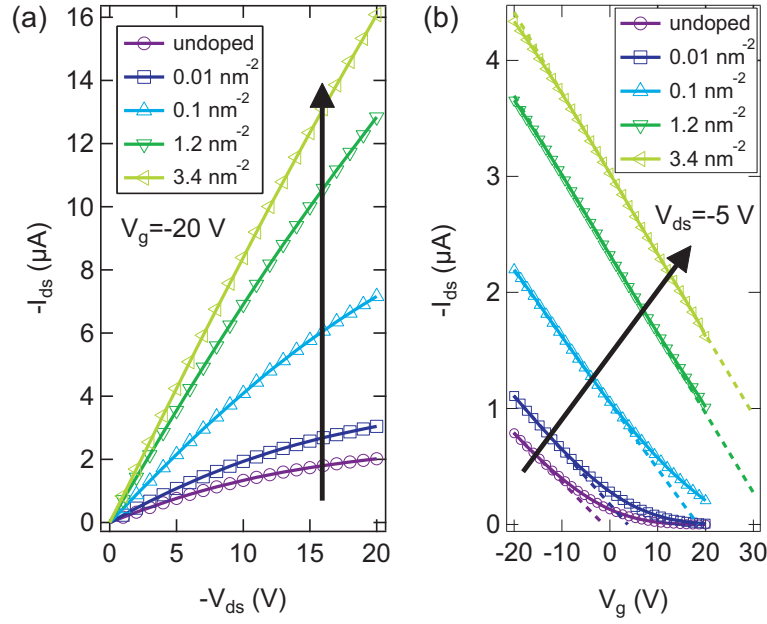 (a)
-I_ds (µA)
16
14
12
10
8
6
4
2
0
undoped
0.01 nm⁻²
0.1 nm⁻²
1.2 nm⁻²
3.4 nm⁻²
V_g=-20 V
0
5
10
15
20
-V_ds (V)
(b)
-I_ds (µA)
4
3
2
1
0
undoped
0.01 nm⁻²
0.1 nm⁻²
1.2 nm⁻²
3.4 nm⁻²
V_ds=-5 V
-20
-10
0
10
20
30
V_g (V)